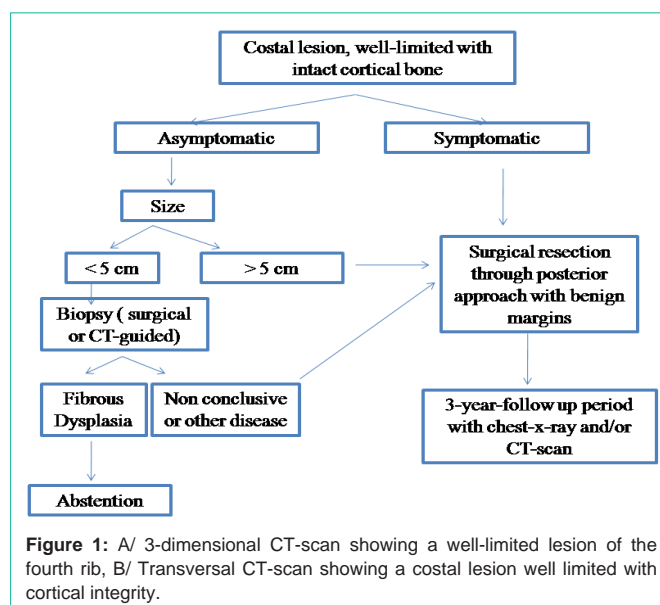 Costal lesion, well-limited with
intact cortical bone
Asymptomatic
Symptomatic
Size
< 5 cm
> 5 cm
Surgical resection
through posterior
approach with benign
margins
Biopsy ( surgical
or CT-guided)
Fibrous
Dysplasia
Non conclusive
or other disease
3-year-follow up period
with chest-x-ray and/or
CT-scan
Abstention
Figure 1: A/ 3-dimensional CT-scan showing a well-limited lesion of the
fourth rib, B/ Transversal CT-scan showing a costal lesion well limited with
cortical integrity.